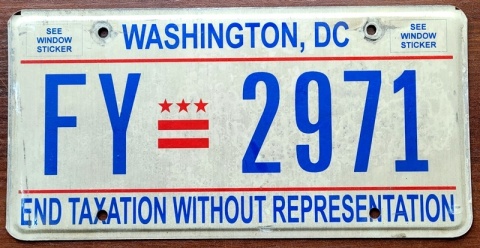 SEE WINDOW STICKER
WASHINGTON, DC
SEE WINDOW STICKER
FY 2971
END TAXATION WITHOUT REPRESENTATION